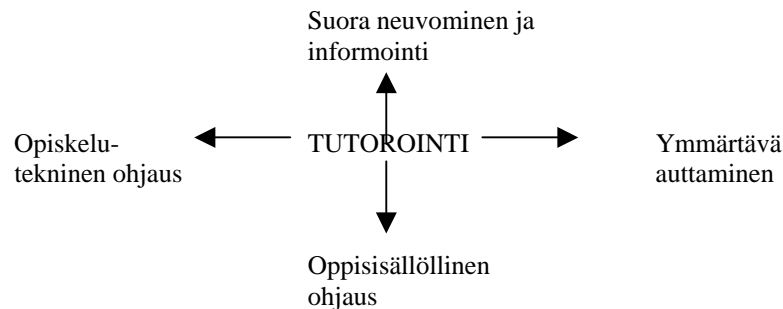 Suora neuvominen ja
informointi
Opiskelu-
tekninen ohjaus
TUTOROINTI
Ymmärtävä
auttaminen
Oppisisällöllinen
ohjaus